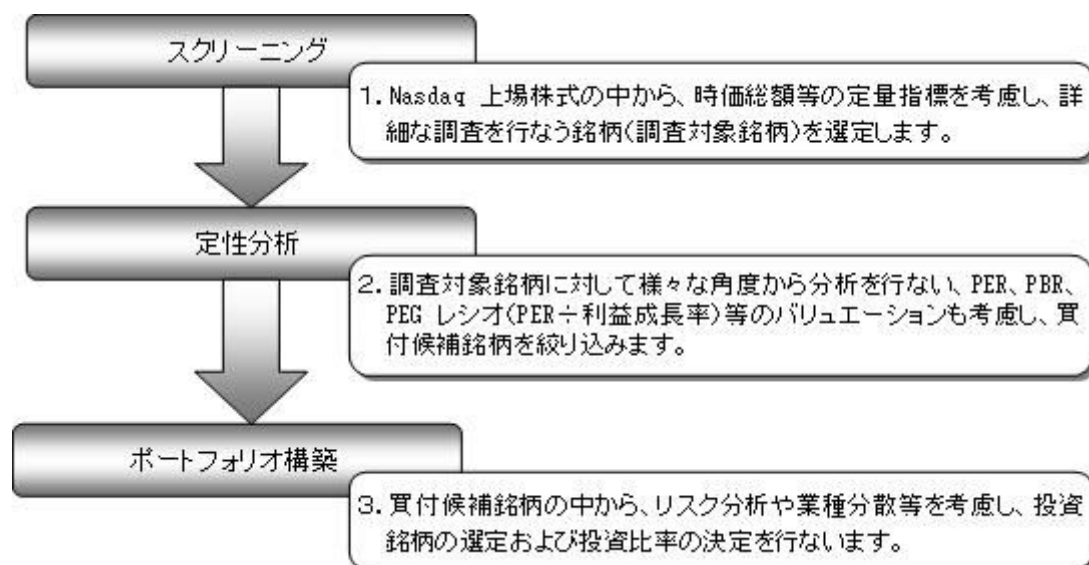 スクリーニング
1. Nasdaq 上場株式の中から、時価総額等の定量指標を考慮し、詳
細な調査を行なう銘柄(調査対象銘柄)を選定します。
定性分析
2. 調査対象銘柄に対して様々な角度から分析を行ない、PER、PBR、
PEG レシオ(PER÷利益成長率)等のバリュエーションも考慮し、買
付候補銘柄を絞り込みます。
ポートフォリオ構築
3. 買付候補銘柄の中から、リスク分析や業種分散等を考慮し、投資
銘柄の選定および投資比率の決定を行ないます。